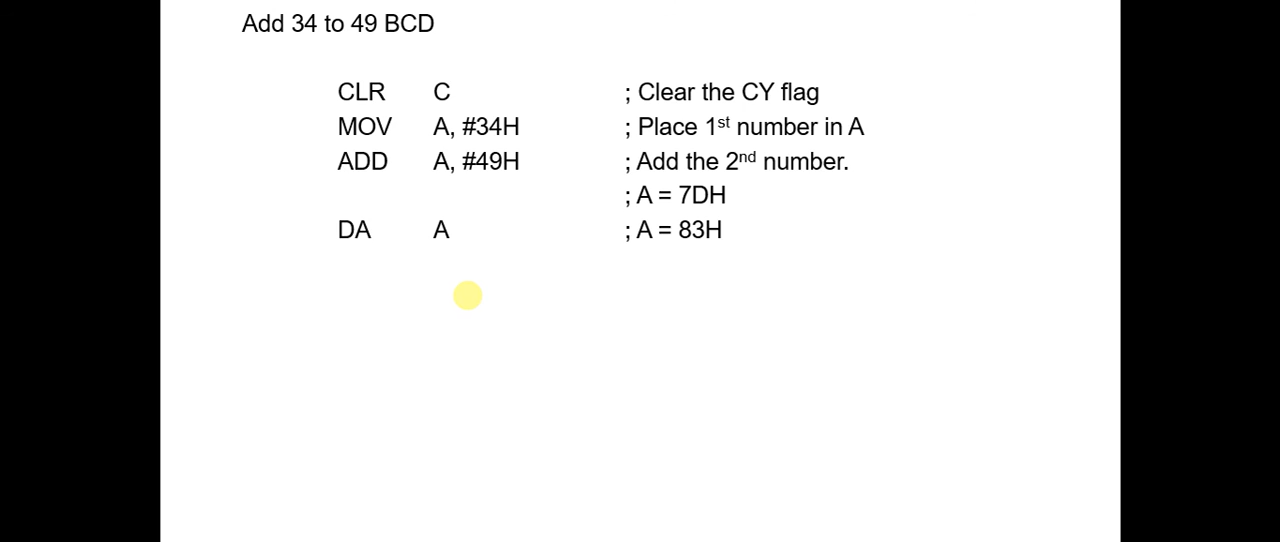 Add 34 to 49 BCD
CLR C ; Clear the CY flag
MOV A, #34H ; Place 1st number in A
ADD A, #49H ; Add the 2nd number.
; A = 7DH
DA A ; A = 83H